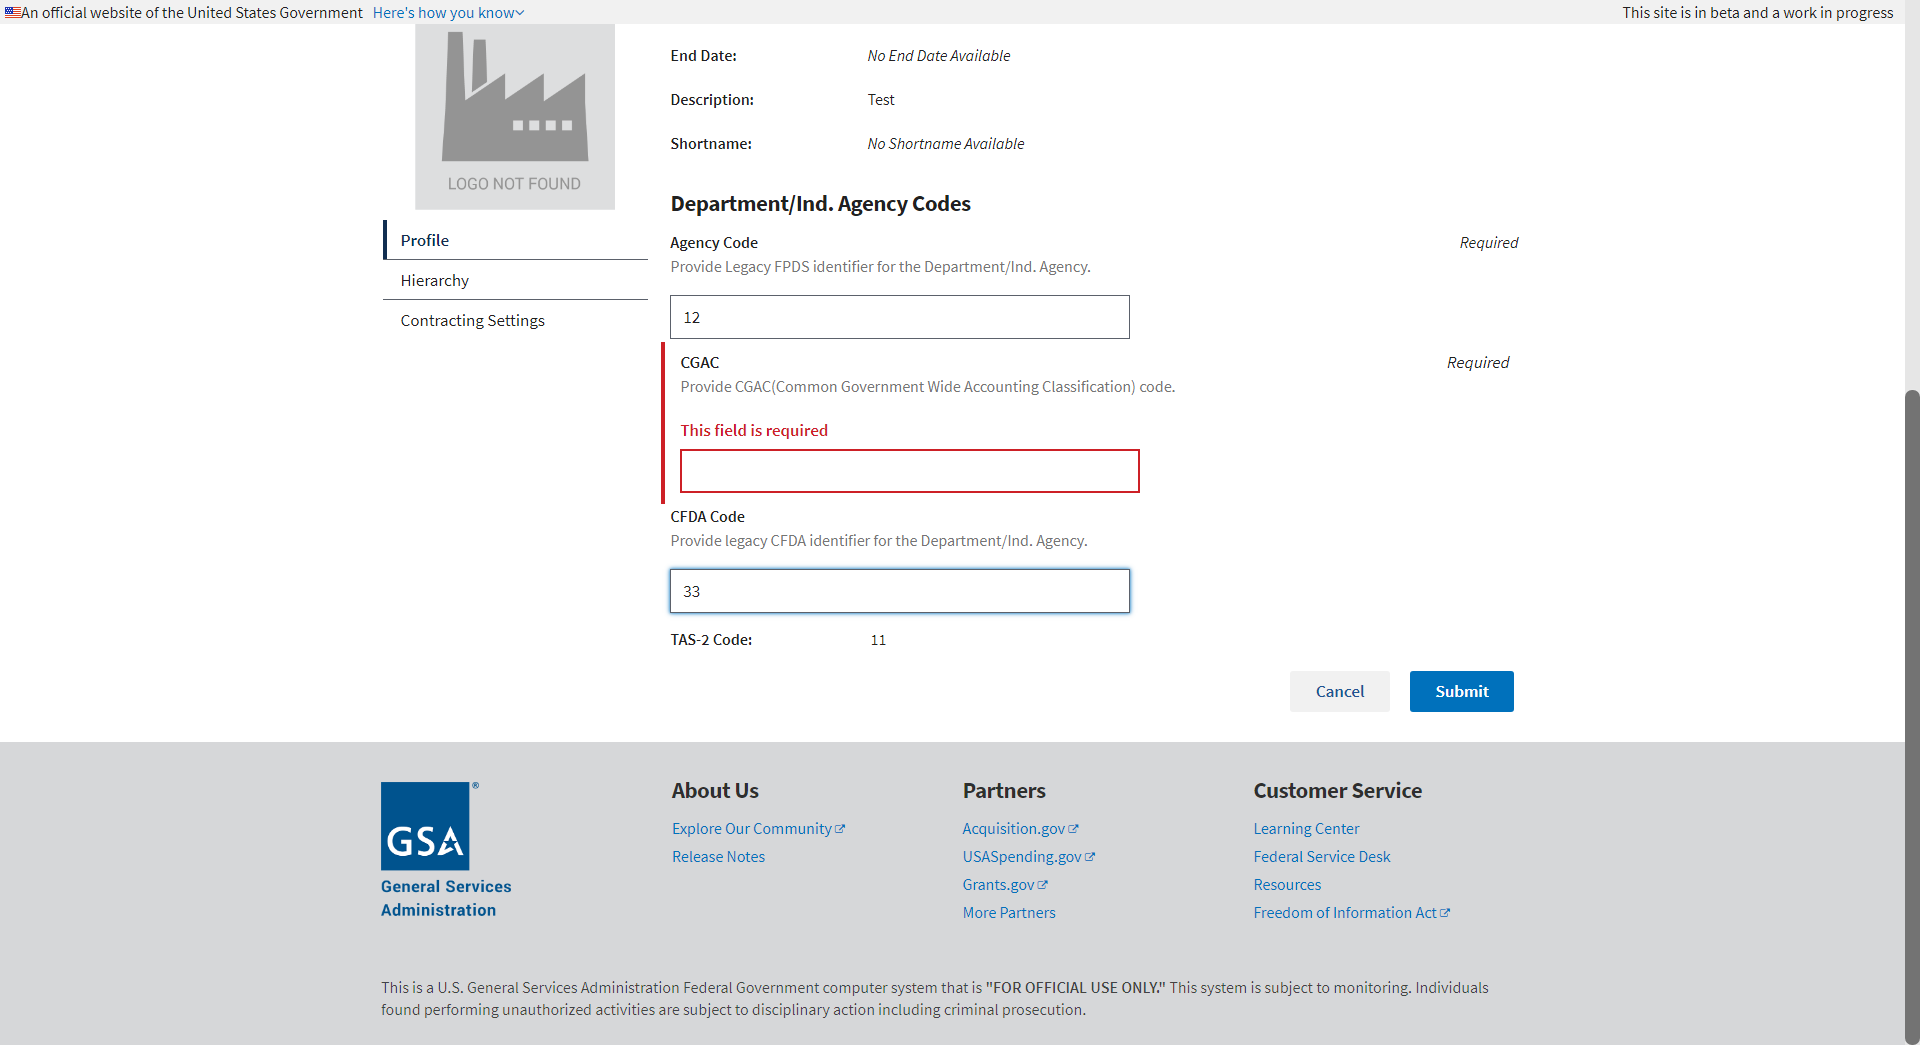 An official website of the United States Government Here's how you know
This site is in beta and a work in progress
LOGO NOT FOUND
Profile
Hierarchy
Contracting Settings
End Date: No End Date Available
Description: Test
Shortname: No Shortname Available
Department/Ind. Agency Codes
Agency Code Required
Provide Legacy FPDS identifier for the Department/Ind. Agency.
12
CGAC Required
Provide CGAC(Common Government Wide Accounting Classification) code.
This field is required
CFDA Code
Provide legacy CFDA identifier for the Department/Ind. Agency.
33
TAS-2 Code: 11
Cancel Submit
GSA®
General Services
Administration
About Us
Explore Our Community
Release Notes
Partners
Acquisition.gov
USASpending.gov
Grants.gov
More Partners
Customer Service
Learning Center
Federal Service Desk
Resources
Freedom of Information Act
This is a U.S. General Services Administration Federal Government computer system that is "FOR OFFICIAL USE ONLY." This system is subject to monitoring. Individuals
found performing unauthorized activities are subject to disciplinary action including criminal prosecution.